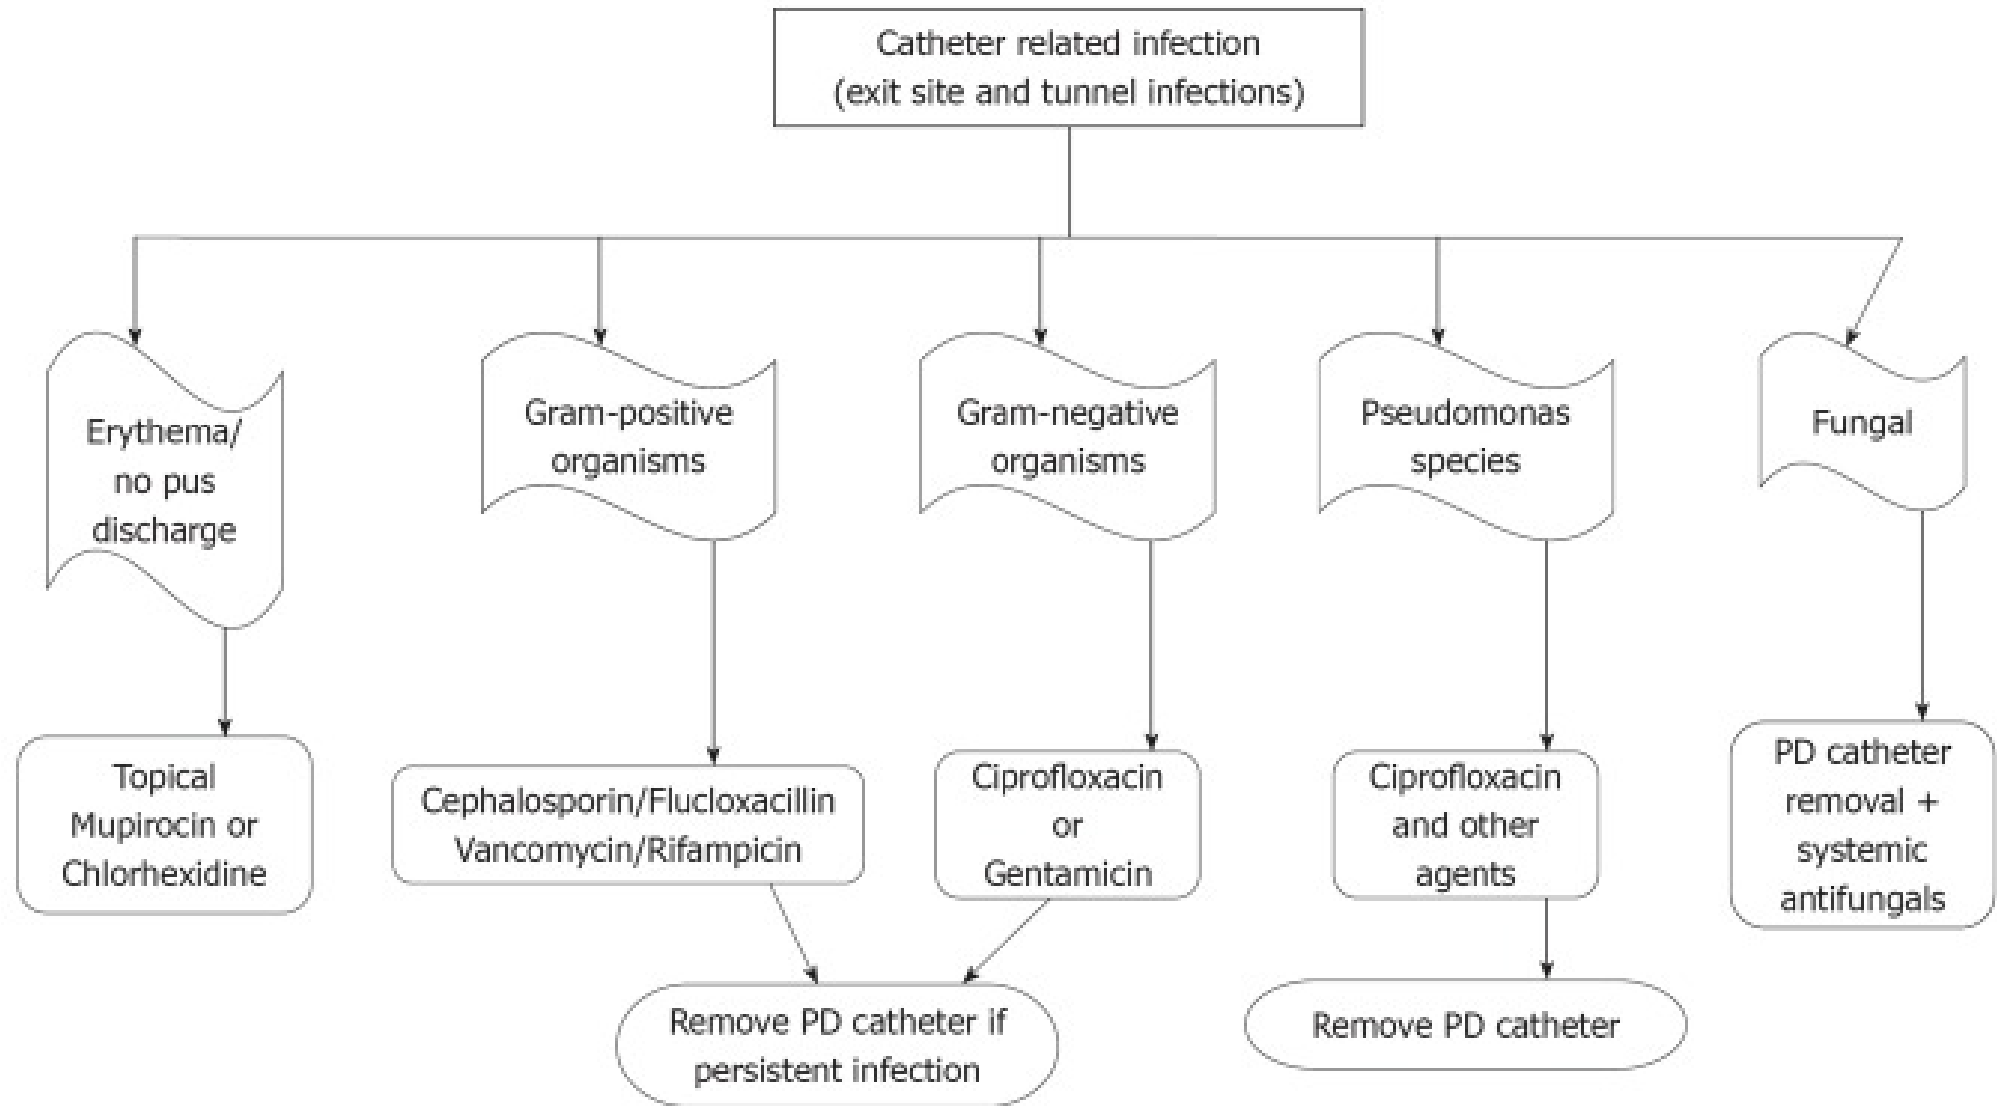 Catheter related infection
(exit site and tunnel infections)
Erythema/
no pus
discharge
Gram-positive
organisms
Gram-negative
organisms
Pseudomonas
species
Fungal
Topical
Mupirocin or
Chlorhexidine
Cephalosporin/Flucloxacillin
Vancomycin/Rifampicin
Ciprofloxacin
or
Gentamicin
Ciprofloxacin
and other
agents
PD catheter
removal +
systemic
antifungals
Remove PD catheter if
persistent infection
Remove PD catheter